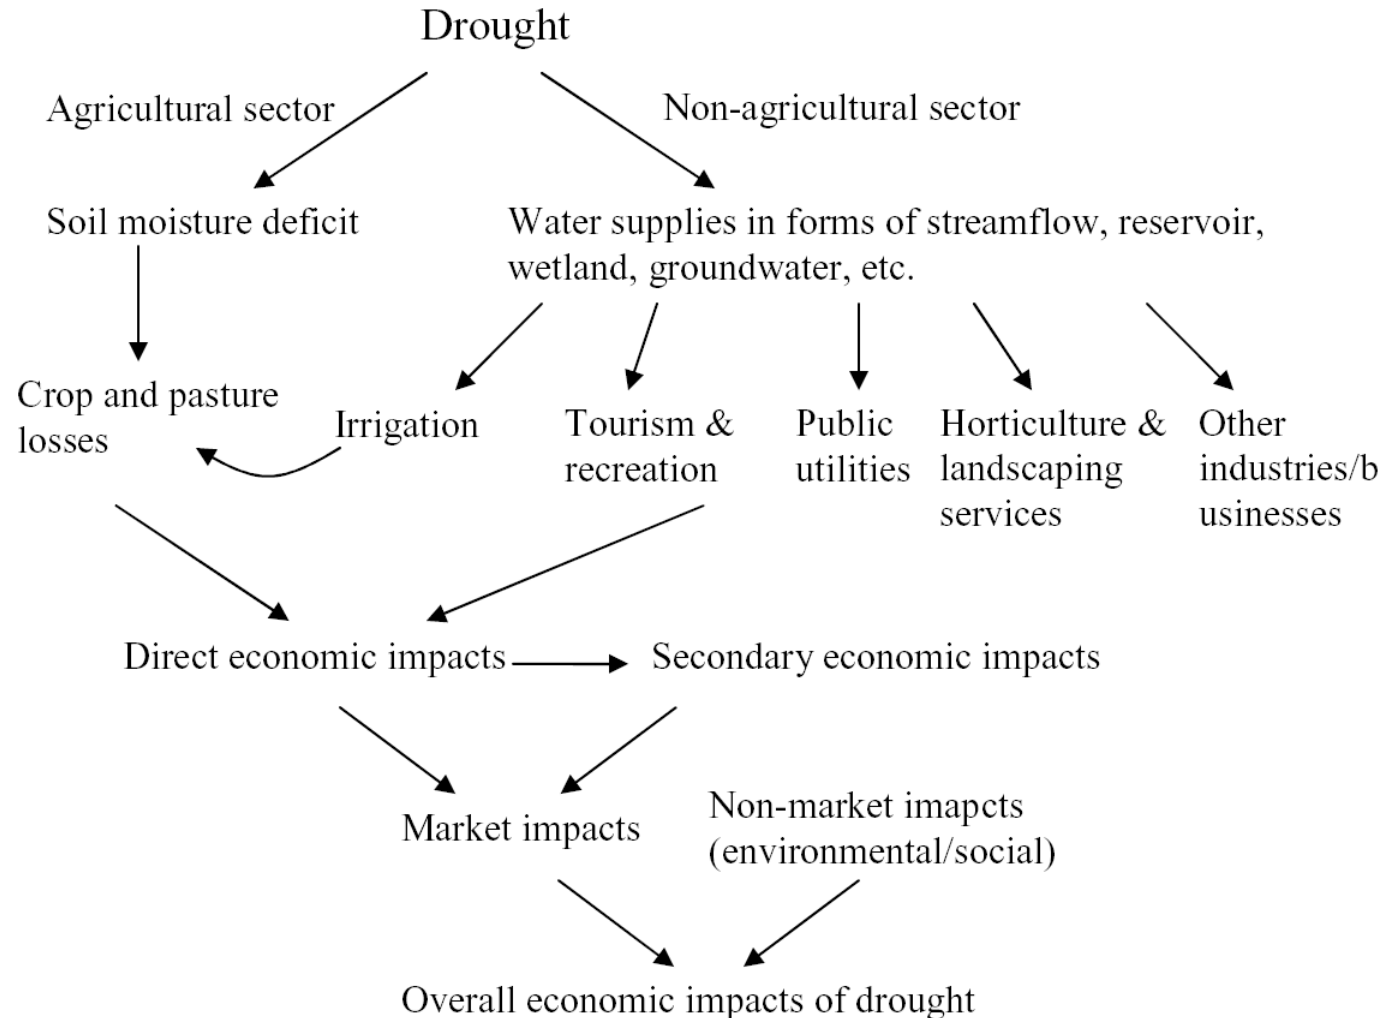 Drought
Agricultural sector
Non-agricultural sector
Soil moisture deficit
Water supplies in forms of streamflow, reservoir,
wetland, groundwater, etc.
Crop and pasture
losses
Irrigation
Tourism &
recreation
Public
utilities
Horticulture &
landscaping
services
Other
industries/b
usinesses
Direct economic impacts
Secondary economic impacts
Market impacts
Non-market imapcts
(environmental/social)
Overall economic impacts of drought